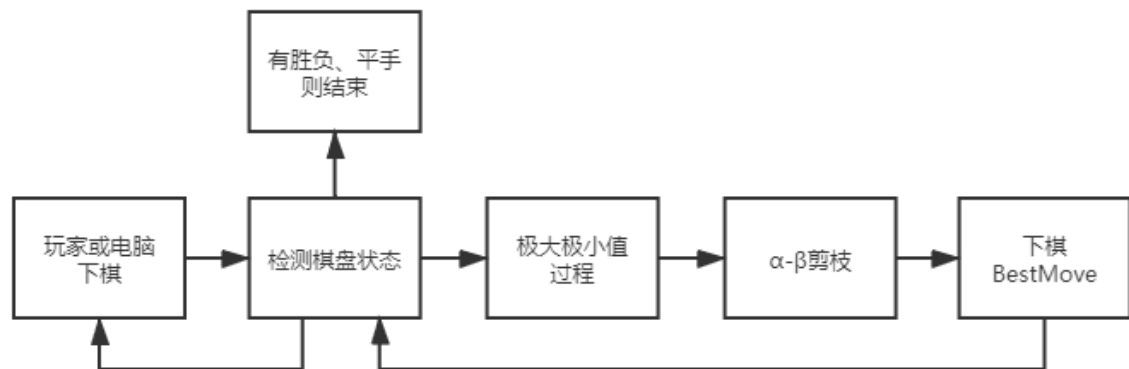 有胜负、平手
则结束
玩家或电脑
下棋
检测棋盘状态
极大极小值
过程
α-β剪枝
下棋
BestMove